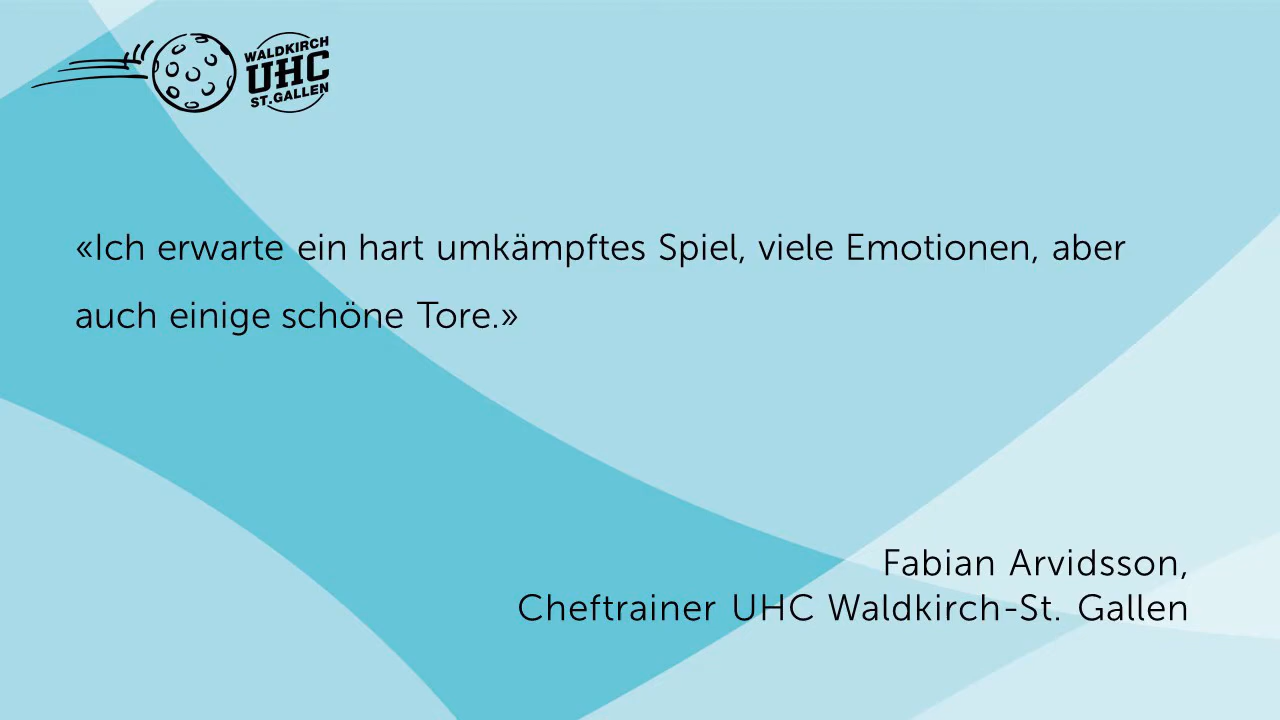 WALDKIRCH
UHC
ST.GALLEN
«Ich erwarte ein hart umkämpftes Spiel, viele Emotionen, aber
auch einige schöne Tore.»
Fabian Arvidsson,
Cheftrainer UHC Waldkirch-St. Gallen